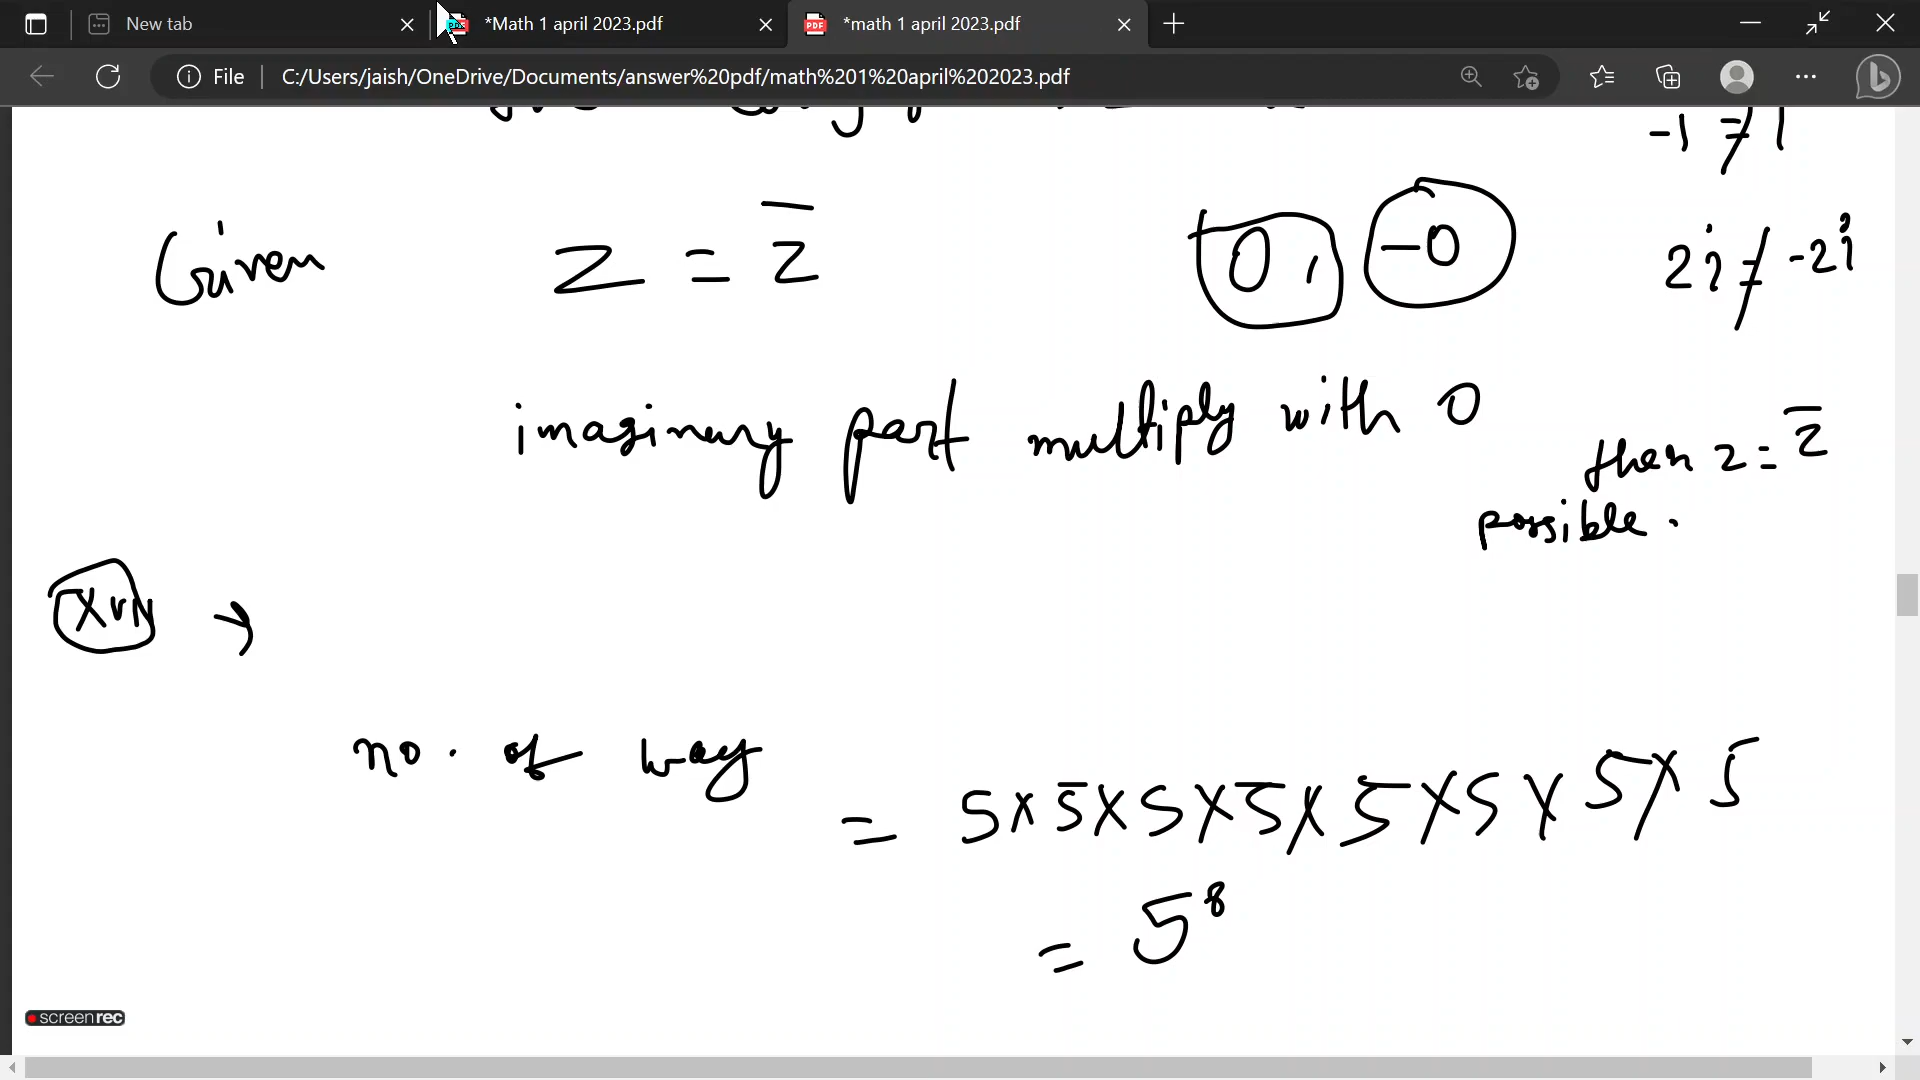 New tab
*Math 1 april 2023.pdf
*math 1 april 2023.pdf
File
C:/Users/jaish/OneDrive/Documents/answer%20pdf/math%201%20april%202023.pdf
-1 ≠ 1
Given z = z̅
0, -0
2i ≠ -2i
imaginary part multiply with 0
then z = z̅
possible.
no. of way
= 5 x 5 x 5 x 5 x 5 x 5 x 5 x 5
= 5⁸
screenrec